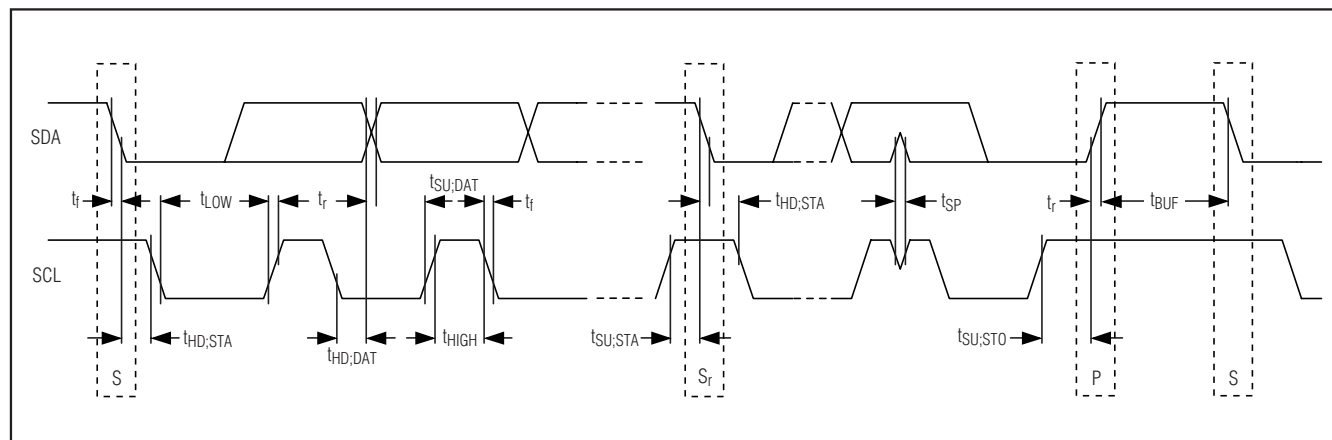 SDA
tf
tLOW
tr
tSU;DAT
tf
tHD;STA
tSP
tr
tBUF
SCL
tHD;STA
tHD;DAT
tHIGH
tSU;STA
tSU;STO
S
Sr
P
S